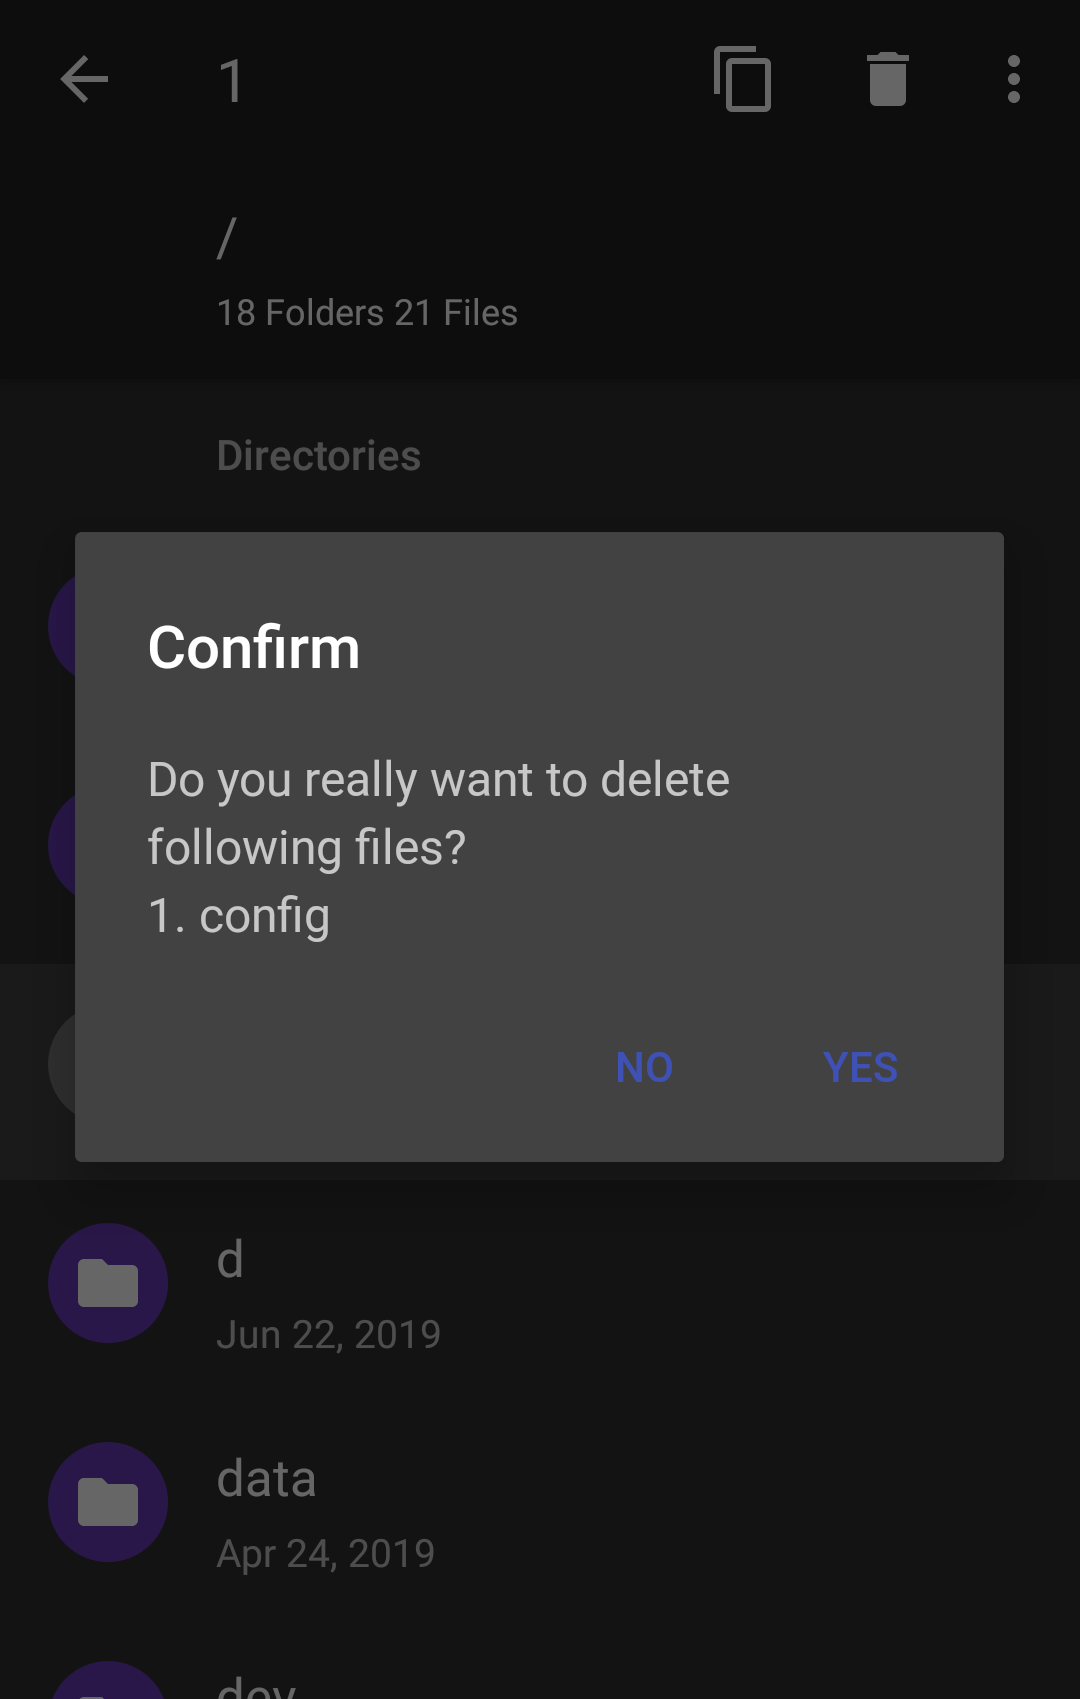 1
/
18 Folders 21 Files
Directories
Confirm
Do you really want to delete
following files?
1. config
NO YES
d
Jun 22, 2019
data
Apr 24, 2019
dev